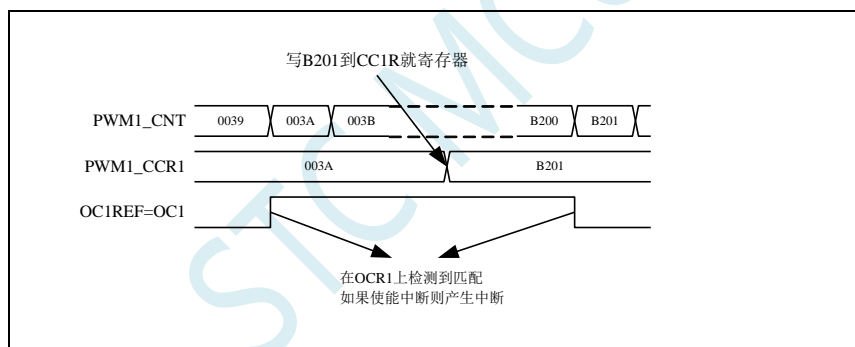 写B201到CC1R就寄存器
PWM1_CNT 0039 003A 003B B200 B201
PWM1_CCR1 003A B201
OC1REF=OC1
在OCR1上检测到匹配
如果使能中断则产生中断
STC MC